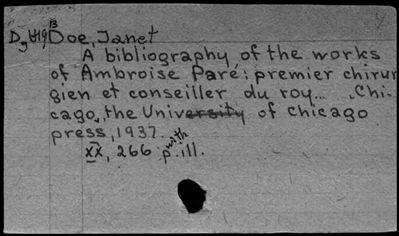 Doe, Janet
A bibliography of the works
of Ambroise Paré: premier chirur
gien et conseiller du roy... Chi-
cago, the University of Chicago
press, 1937.
xx, 266 p. with ill.